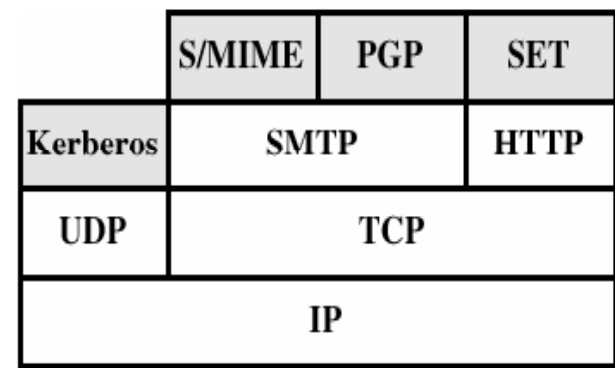 S/MIME PGP SET
Kerberos SMTP HTTP
UDP TCP
IP